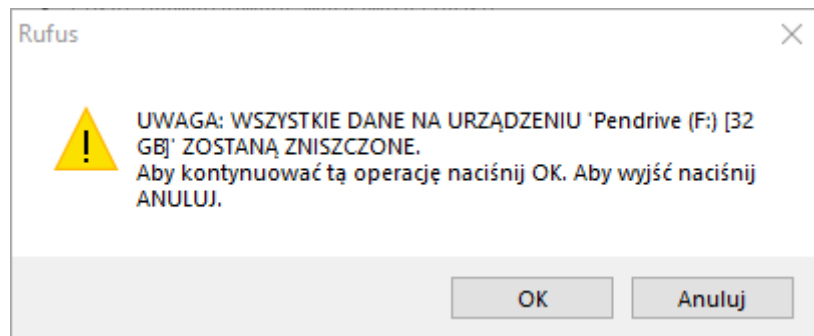 Rufus
UWAGA: WSZYSTKIE DANE NA URZĄDZENIU 'Pendrive (F:) [32
GB]' ZOSTANĄ ZNISZCZONE.
Aby kontynuować tą operację naciśnij OK. Aby wyjść naciśnij
ANULUJ.
OK
Anuluj